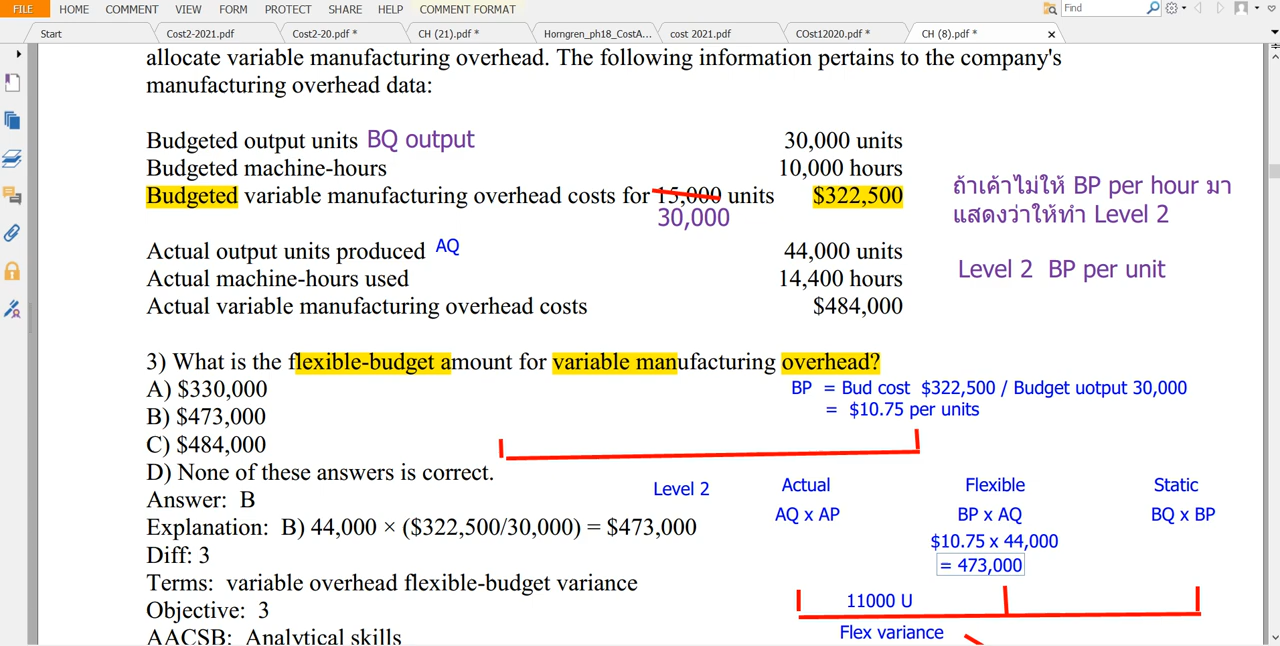 FILE HOME COMMENT VIEW FORM PROTECT SHARE HELP COMMENT FORMAT Find
Start Cost2-2021.pdf Cost2-20.pdf * CH (21).pdf * Horngren_ph18_CostA... cost 2021.pdf COst12020.pdf * CH (8).pdf *
allocate variable manufacturing overhead. The following information pertains to the company's
manufacturing overhead data:
Budgeted output units BQ output 30,000 units
Budgeted machine-hours 10,000 hours
Budgeted variable manufacturing overhead costs for 15,000 units $322,500
30,000
ถ้าเค้าไม่ให้ BP per hour มา
แสดงว่าให้ทำ Level 2
Actual output units produced AQ 44,000 units
Actual machine-hours used 14,400 hours
Level 2 BP per unit
Actual variable manufacturing overhead costs $484,000
3) What is the flexible-budget amount for variable manufacturing overhead?
A) $330,000
BP = Bud cost $322,500 / Budget uotput 30,000
= $10.75 per units
B) $473,000
C) $484,000
D) None of these answers is correct.
Level 2 Actual Flexible Static
Answer: B
AQ x AP BP x AQ BQ x BP
Explanation: B) 44,000 × ($322,500/30,000) = $473,000
$10.75 x 44,000
Diff: 3
= 473,000
Terms: variable overhead flexible-budget variance
11000 U
Objective: 3
Flex variance
AACSB: Analytical skills